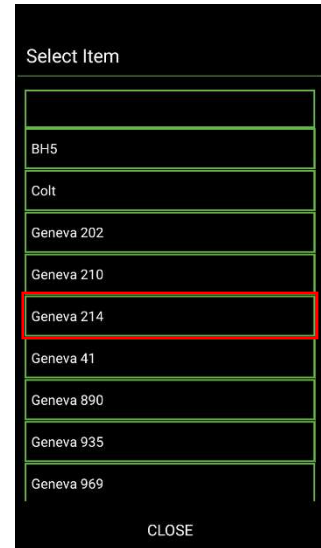 Select Item
BH5
Colt
Geneva 202
Geneva 210
Geneva 214
Geneva 41
Geneva 890
Geneva 935
Geneva 969
CLOSE